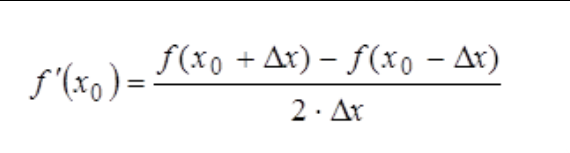 f'(x₀) = (f(x₀ + Δx) − f(x₀ − Δx)) / (2 · Δx)